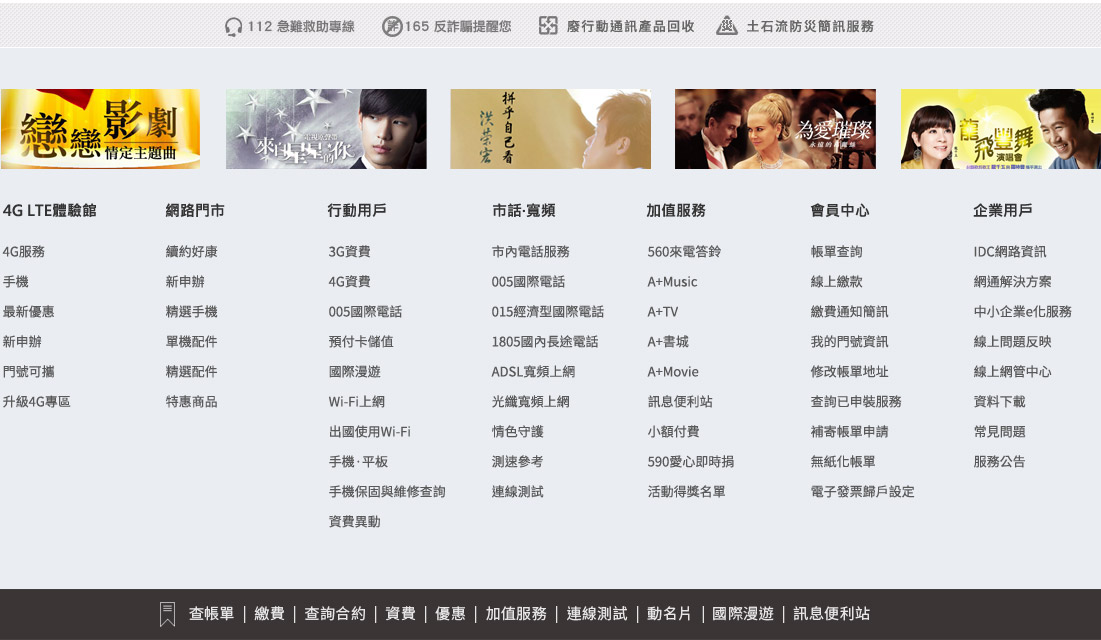 112 急難救助專線
165 反詐騙提醒您
廢行動通訊產品回收
土石流防災簡訊服務
戀戀影劇
情定主題曲
電視原聲帶
來自星星的你
拼乎自己看
洪榮宏
為愛璀璨
龍飛豐舞
演唱會
4G LTE體驗館
4G服務
手機
最新優惠
新申辦
門號可攜
升級4G專區
網路門市
續約好康
新申辦
精選手機
單機配件
精選配件
特惠商品
行動用戶
3G資費
4G資費
005國際電話
預付卡儲值
國際漫遊
Wi-Fi上網
出國使用Wi-Fi
手機·平板
手機保固與維修查詢
資費異動
市話·寬頻
市內電話服務
005國際電話
015經濟型國際電話
1805國內長途電話
ADSL寬頻上網
光纖寬頻上網
情色守護
測速參考
連線測試
加值服務
560來電答鈴
A+Music
A+TV
A+書城
A+Movie
訊息便利站
小額付費
590愛心即時捐
活動得獎名單
會員中心
帳單查詢
線上繳款
繳費通知簡訊
我的門號資訊
修改帳單地址
查詢已申裝服務
補寄帳單申請
無紙化帳單
電子發票歸戶設定
企業用戶
IDC網路資訊
網通解決方案
中小企業e化服務
線上問題反映
線上網管中心
資料下載
常見問題
服務公告
查帳單 | 繳費 | 查詢合約 | 資費 | 優惠 | 加值服務 | 連線測試 | 動名片 | 國際漫遊 | 訊息便利站